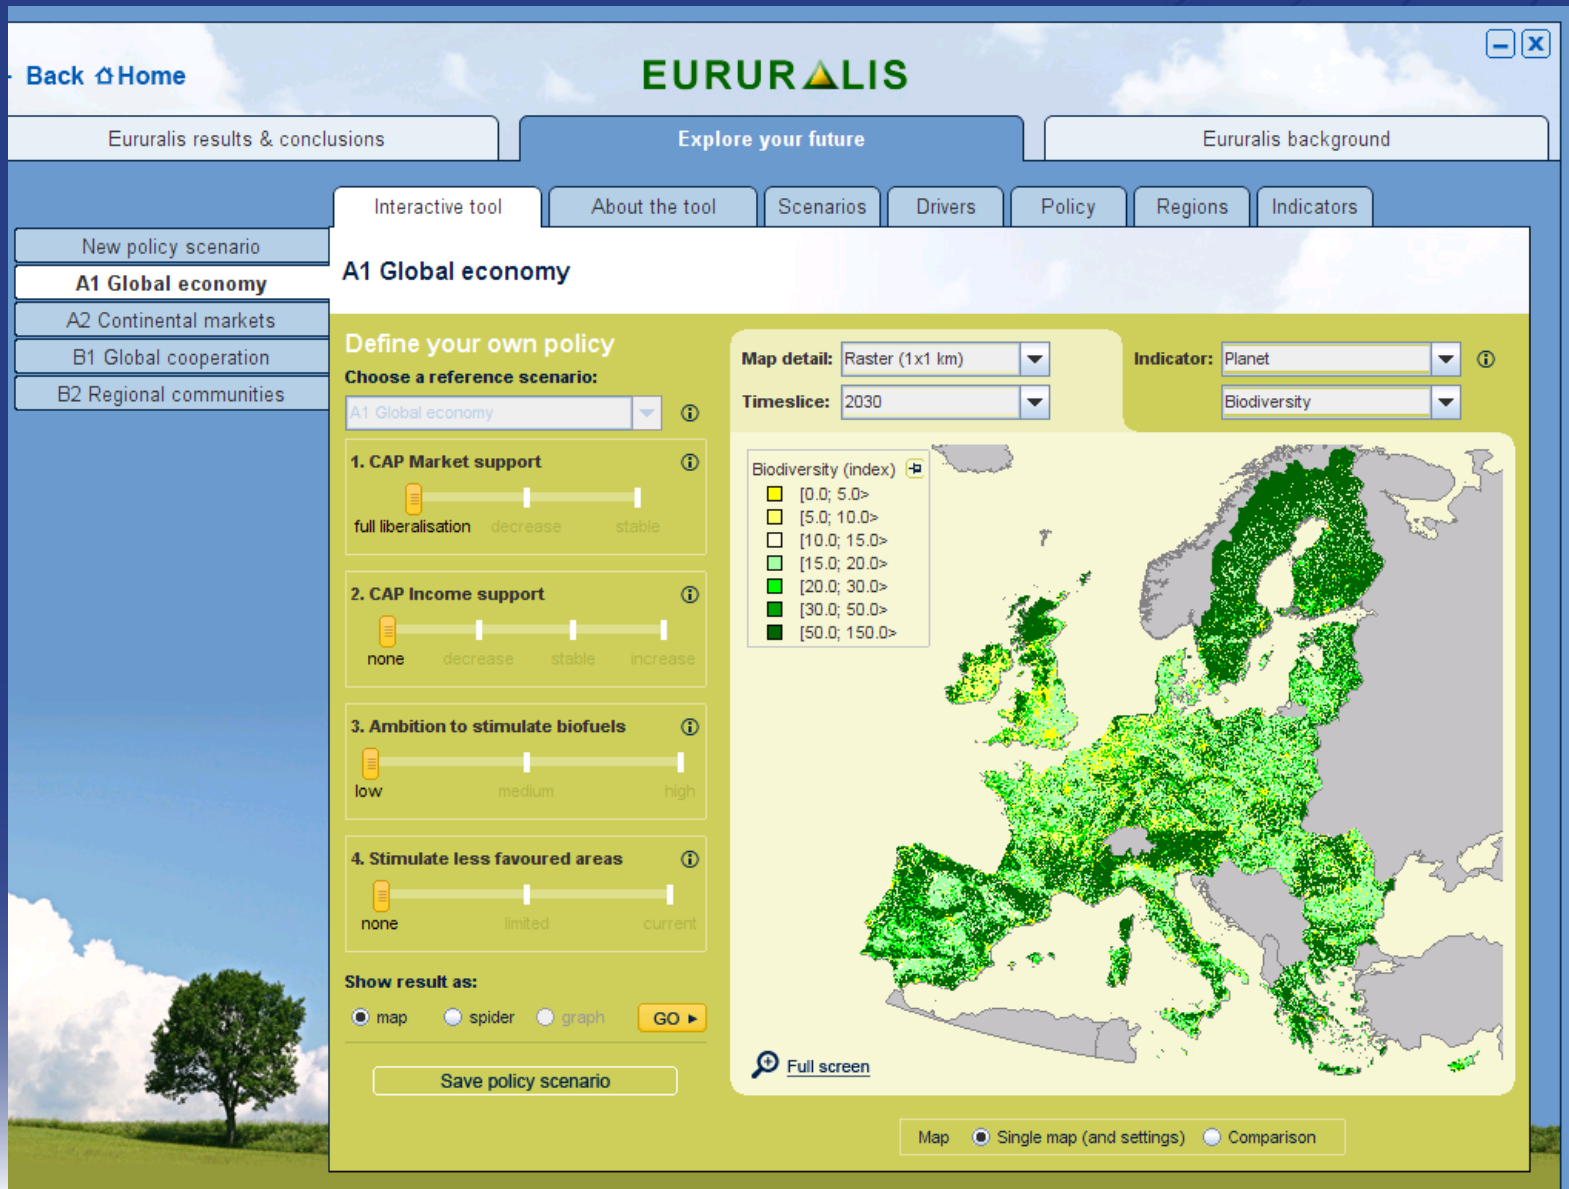 Back Home
EURURALIS
Eururalis results & conclusions
Explore your future
Eururalis background
Interactive tool
About the tool
Scenarios
Drivers
Policy
Regions
Indicators
New policy scenario
A1 Global economy
A2 Continental markets
B1 Global cooperation
B2 Regional communities
A1 Global economy
Define your own policy
Choose a reference scenario:
A1 Global economy
1. CAP Market support
full liberalisation decrease stable
2. CAP Income support
none decrease stable increase
3. Ambition to stimulate biofuels
low medium high
4. Stimulate less favoured areas
none limited current
Show result as:
map spider graph GO
Save policy scenario
Map detail: Raster (1x1 km)
Timeslice: 2030
Indicator: Planet
Biodiversity
Biodiversity (index)
[0.0; 5.0>
[5.0; 10.0>
[10.0; 15.0>
[15.0; 20.0>
[20.0; 30.0>
[30.0; 50.0>
[50.0; 150.0>
Full screen
Map Single map (and settings) Comparison